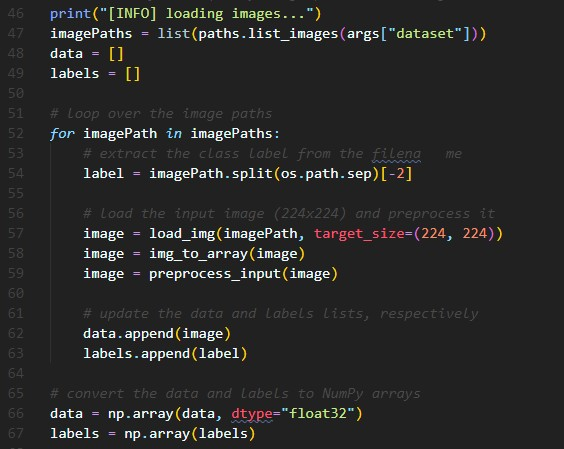 46 print("[INFO] loading images...")
47 imagePaths = list(paths.list_images(args["dataset"]))
48 data = []
49 labels = []
50
51 # loop over the image paths
52 for imagePath in imagePaths:
53 # extract the class label from the filena me
54 label = imagePath.split(os.path.sep)[-2]
55
56 # load the input image (224x224) and preprocess it
57 image = load_img(imagePath, target_size=(224, 224))
58 image = img_to_array(image)
59 image = preprocess_input(image)
60
61 # update the data and labels lists, respectively
62 data.append(image)
63 labels.append(label)
64
65 # convert the data and labels to NumPy arrays
66 data = np.array(data, dtype="float32")
67 labels = np.array(labels)